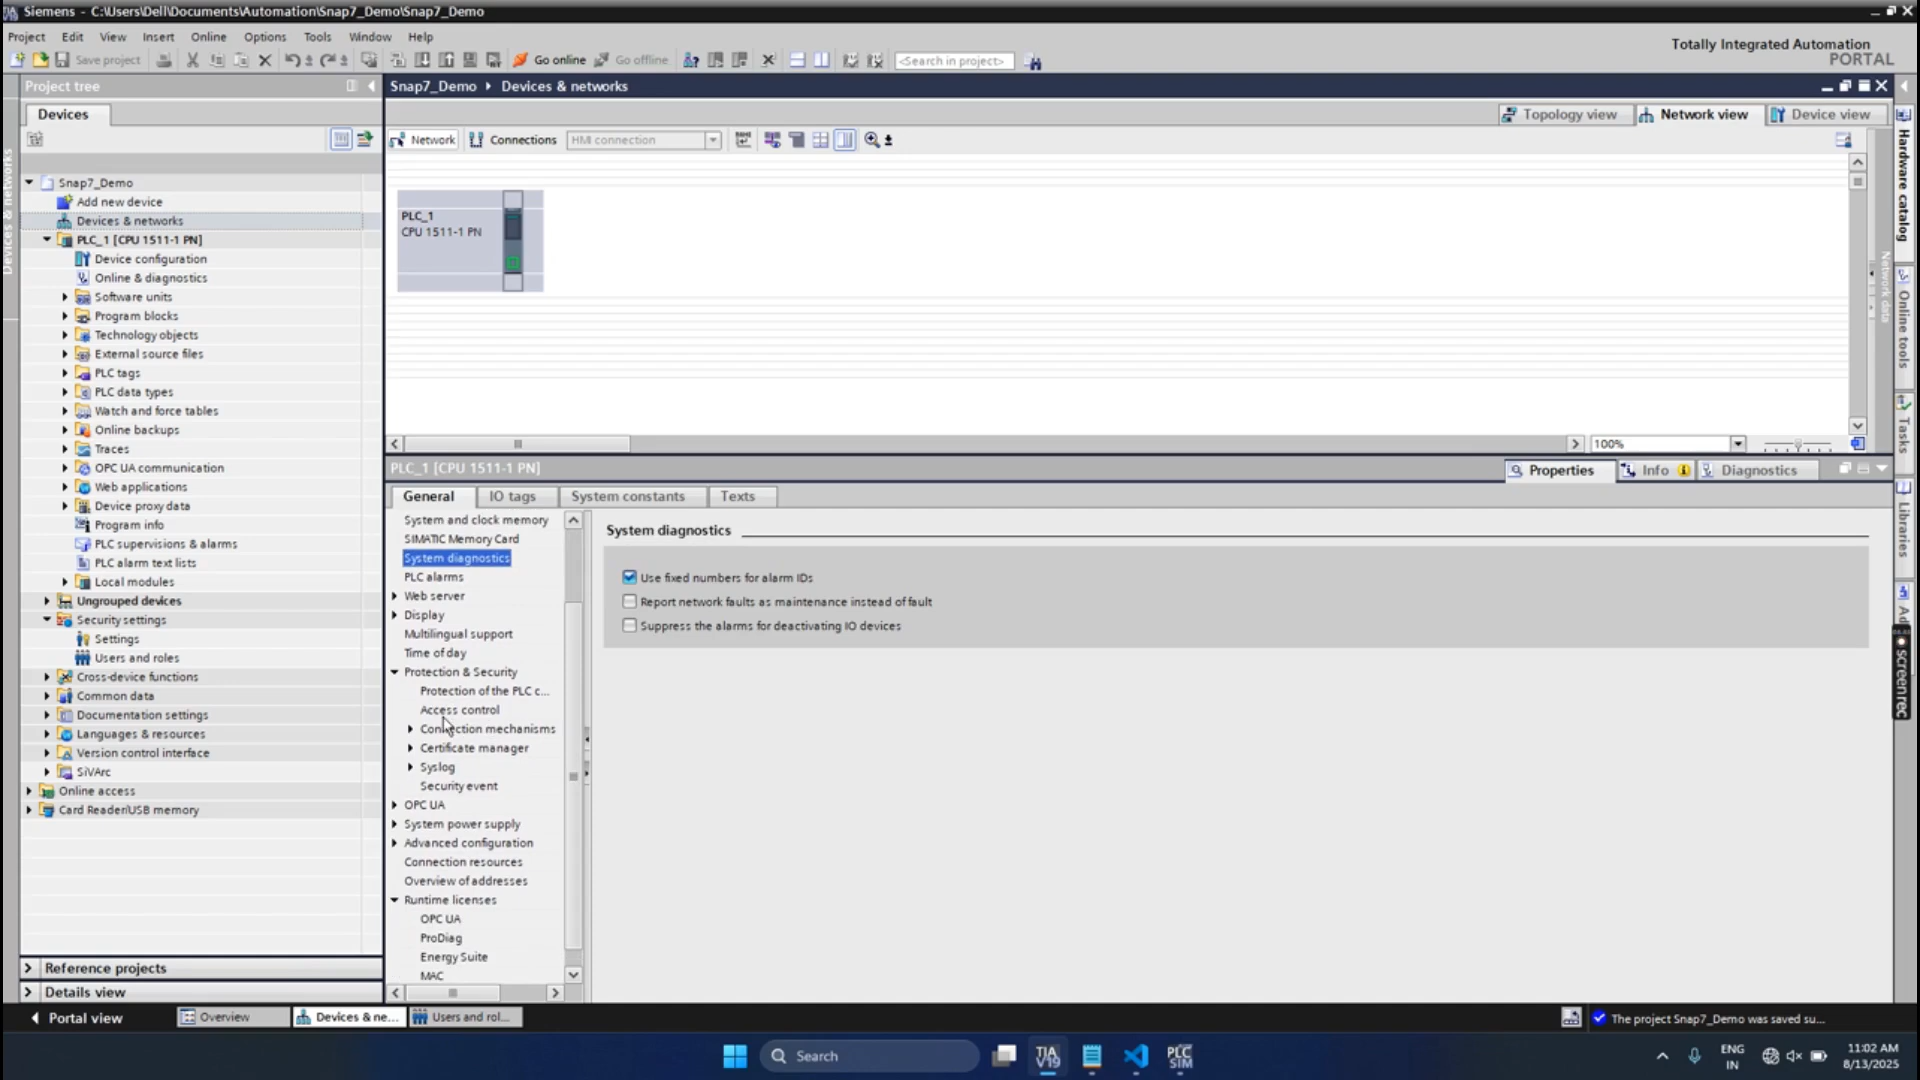 Siemens - C:\Users\Dell\Documents\Automation\Snap7_Demo\Snap7_Demo
Project Edit View Insert Online Options Tools Window Help
Totally Integrated Automation
PORTAL
Save project
Go online
Go offline
<Search in project>
Project tree
Snap7_Demo
Devices & networks
Devices
Topology view
Network view
Device view
Network
Connections
HMI connection
Snap7_Demo
Add new device
Devices & networks
PLC_1 [CPU 1511-1 PN]
Device configuration
Online & diagnostics
Software units
Program blocks
Technology objects
External source files
PLC tags
PLC data types
Watch and force tables
Online backups
Traces
OPC UA communication
Web applications
Device proxy data
Program info
PLC supervisions & alarms
PLC alarm text lists
Local modules
Ungrouped devices
Security settings
Settings
Users and roles
Cross-device functions
Common data
Documentation settings
Languages & resources
Version control interface
SiVArc
Online access
Card Reader/USB memory
Reference projects
Details view
Devices & networks
PLC_1
CPU 1511-1 PN
100%
Network data
PLC_1 [CPU 1511-1 PN]
Properties
Info
Diagnostics
General
IO tags
System constants
Texts
System and clock memory
SIMATIC Memory Card
System diagnostics
PLC alarms
Web server
Display
Multilingual support
Time of day
Protection & Security
Protection of the PLC c...
Access control
Connection mechanisms
Certificate manager
Syslog
Security event
OPC UA
System power supply
Advanced configuration
Connection resources
Overview of addresses
Runtime licenses
OPC UA
ProDiag
Energy Suite
MAC
System diagnostics
Use fixed numbers for alarm IDs
Report network faults as maintenance instead of fault
Suppress the alarms for deactivating IO devices
Hardware catalog
Online tools
Tasks
Libraries
Ad
screenrec
Portal view
Overview
Devices & ne...
Users and rol...
The project Snap7_Demo was saved su...
Search
TIA
V19
PLC
SIM
ENG
IN
11:02 AM
8/13/2025